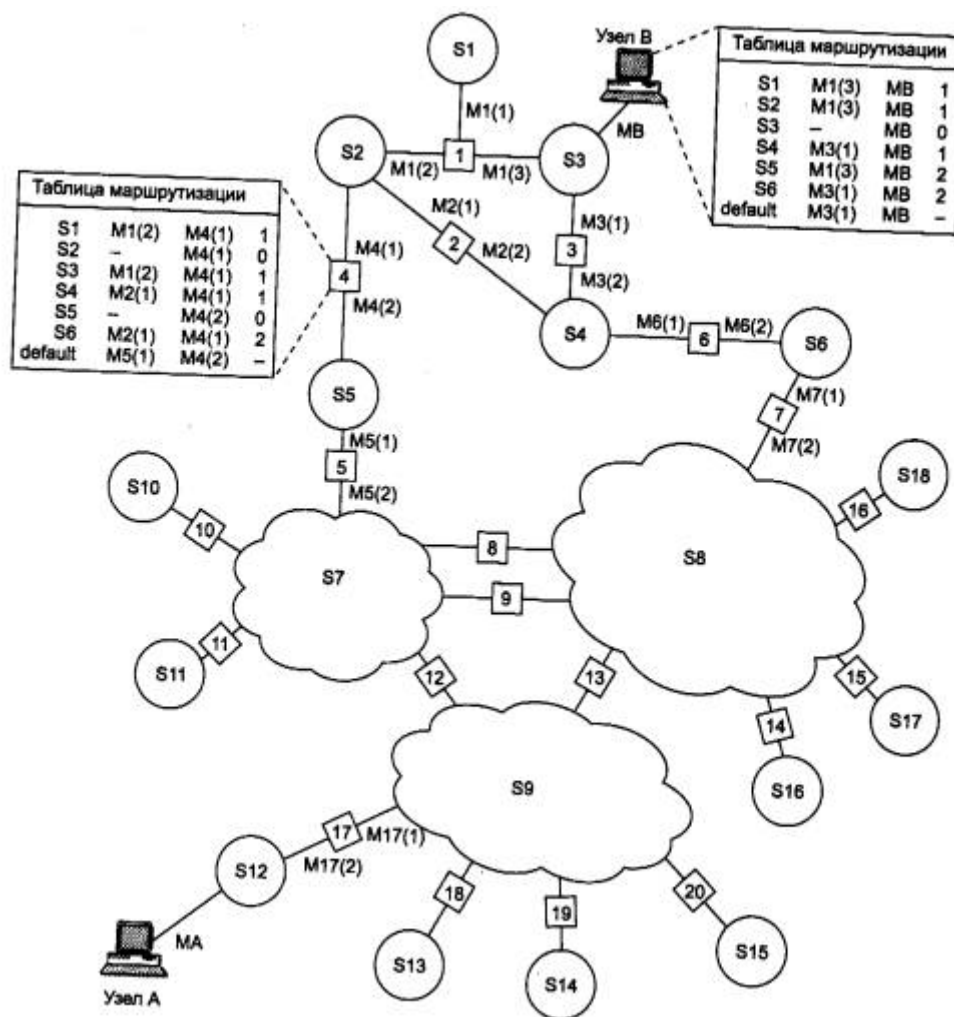 Узел B
Таблица маршрутизации
S1 M1(3) MB 1
S2 M1(3) MB 1
S3 – MB 0
S4 M3(1) MB 1
S5 M1(3) MB 2
S6 M3(1) MB 2
default M3(1) MB –
S1
M1(1)
MB
S2
M1(2)
1
M1(3)
S3
Таблица маршрутизации
S1 M1(2) M4(1) 1
S2 – M4(1) 0
S3 M1(2) M4(1) 1
S4 M2(1) M4(1) 1
S5 – M4(2) 0
S6 M2(1) M4(1) 2
default M5(1) M4(2) –
M2(1)
2
M2(2)
M3(1)
3
M3(2)
M4(1)
4
M4(2)
S4
M6(1)
6
M6(2)
S6
S5
M7(1)
7
M7(2)
M5(1)
5
M5(2)
S10
10
S18
16
S7
8
9
S8
S11
11
12
13
15
S17
14
S16
S9
17
M17(1)
M17(2)
S12
18
19
20
MA
S13
S14
S15
Узел A